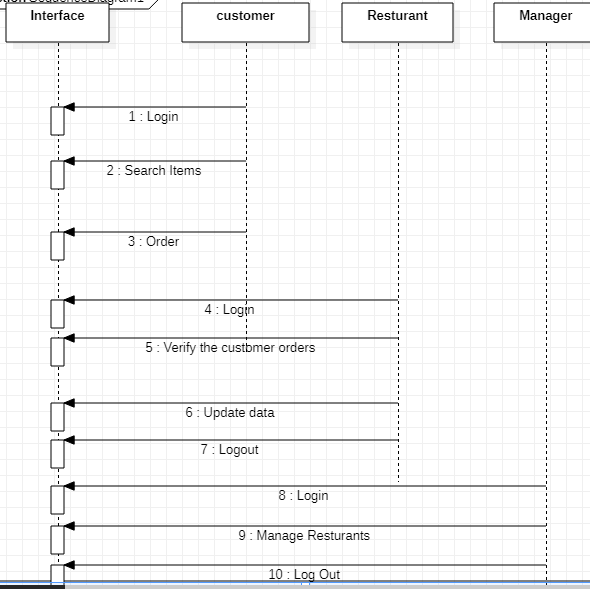 SequenceDiagram1
Interface
customer
Resturant
Manager
1 : Login
2 : Search Items
3 : Order
4 : Login
5 : Verify the customer orders
6 : Update data
7 : Logout
8 : Login
9 : Manage Resturants
10 : Log Out